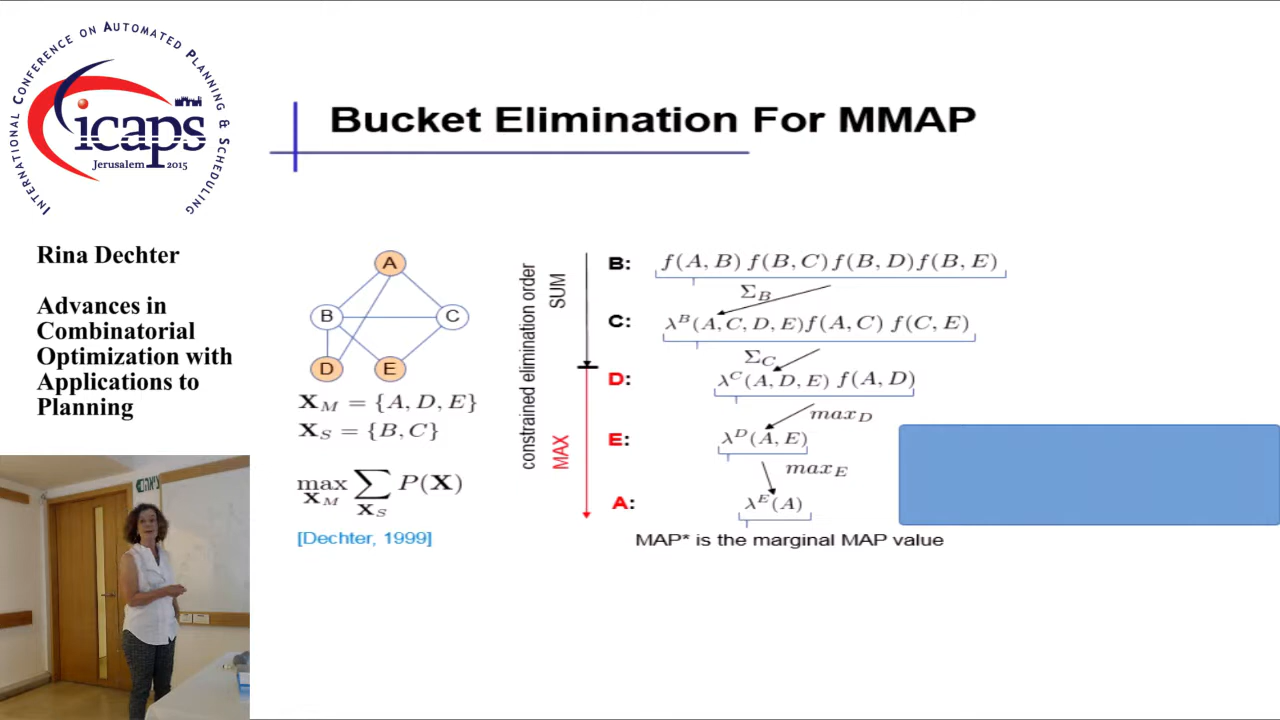 INTERNATIONAL CONFERENCE ON AUTOMATED PLANNING & SCHEDULING
icaps
Jerusalem 2015
Bucket Elimination For MMAP
Rina Dechter
Advances in
Combinatorial
Optimization with
Applications to
Planning
A
B
C
D
E
X_M = {A, D, E}
X_S = {B, C}
max_{X_M} ∑_{X_S} P(X)
[Dechter, 1999]
constrained elimination order
SUM
MAX
B: f(A, B) f(B, C) f(B, D) f(B, E)
Σ_B
C: λ^B(A, C, D, E) f(A, C) f(C, E)
Σ_C
D: λ^C(A, D, E) f(A, D)
max_D
E: λ^D(A, E)
max_E
A: λ^E(A)
MAP* is the marginal MAP value